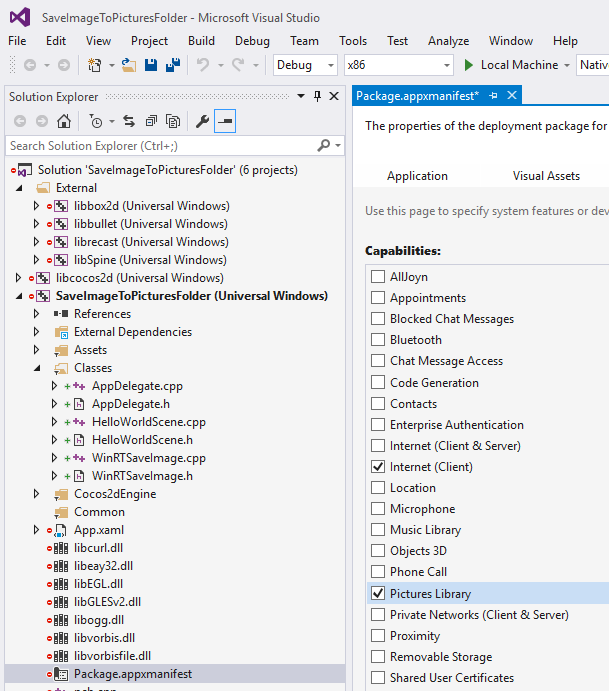 SaveImageToPicturesFolder - Microsoft Visual Studio
File Edit View Project Build Debug Team Tools Test Analyze Window Help
Debug x86 Local Machine Native
Solution Explorer
Search Solution Explorer (Ctrl+;)
Solution 'SaveImageToPicturesFolder' (6 projects)
External
libbox2d (Universal Windows)
libbullet (Universal Windows)
librecast (Universal Windows)
libSpine (Universal Windows)
libcocos2d (Universal Windows)
SaveImageToPicturesFolder (Universal Windows)
References
External Dependencies
Assets
Classes
AppDelegate.cpp
AppDelegate.h
HelloWorldScene.cpp
HelloWorldScene.h
WinRTSaveImage.cpp
WinRTSaveImage.h
Cocos2dEngine
Common
App.xaml
libcurl.dll
libeay32.dll
libEGL.dll
libGLESv2.dll
libogg.dll
libvorbis.dll
libvorbisfile.dll
Package.appxmanifest
Package.appxmanifest*
The properties of the deployment package for
Application Visual Assets
Use this page to specify system features or dev
Capabilities:
AllJoyn
Appointments
Blocked Chat Messages
Bluetooth
Chat Message Access
Code Generation
Contacts
Enterprise Authentication
Internet (Client & Server)
Internet (Client)
Location
Microphone
Music Library
Objects 3D
Phone Call
Pictures Library
Private Networks (Client & Server)
Proximity
Removable Storage
Shared User Certificates